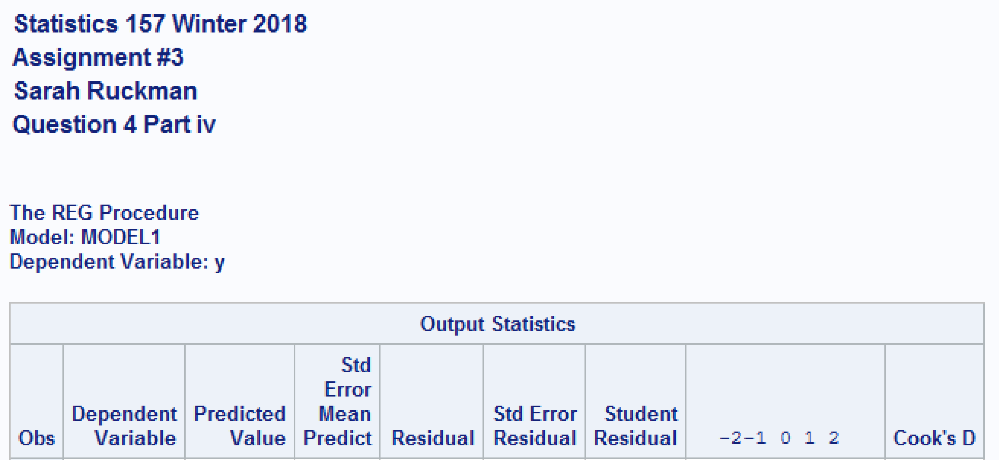 Statistics 157 Winter 2018
Assignment #3
Sarah Ruckman
Question 4 Part iv
The REG Procedure
Model: MODEL1
Dependent Variable: y
Output Statistics
Obs
Dependent
Variable
Predicted
Value
Std
Error
Mean
Predict
Residual
Std Error
Residual
Student
Residual
-2-1 0 1 2
Cook's D